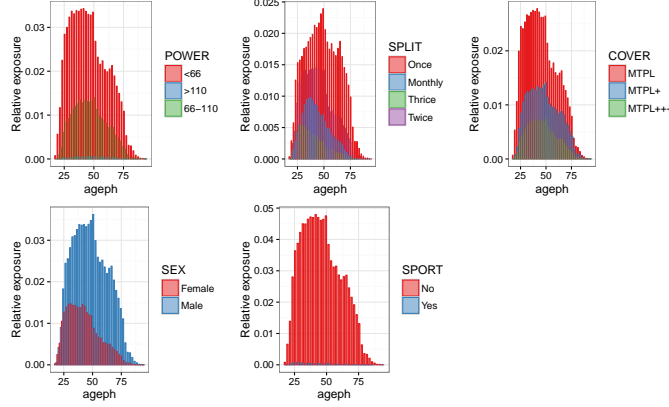 Relative exposure
0.03
0.02
0.01
0.00
25 50 75
ageph
POWER
<66
>110
66−110
Relative exposure
0.025
0.020
0.015
0.010
0.005
0.000
25 50 75
ageph
SPLIT
Once
Monthly
Thrice
Twice
Relative exposure
0.02
0.01
0.00
25 50 75
ageph
COVER
MTPL
MTPL+
MTPL+++
Relative exposure
0.03
0.02
0.01
0.00
25 50 75
ageph
SEX
Female
Male
Relative exposure
0.05
0.04
0.03
0.02
0.01
0.00
25 50 75
ageph
SPORT
No
Yes